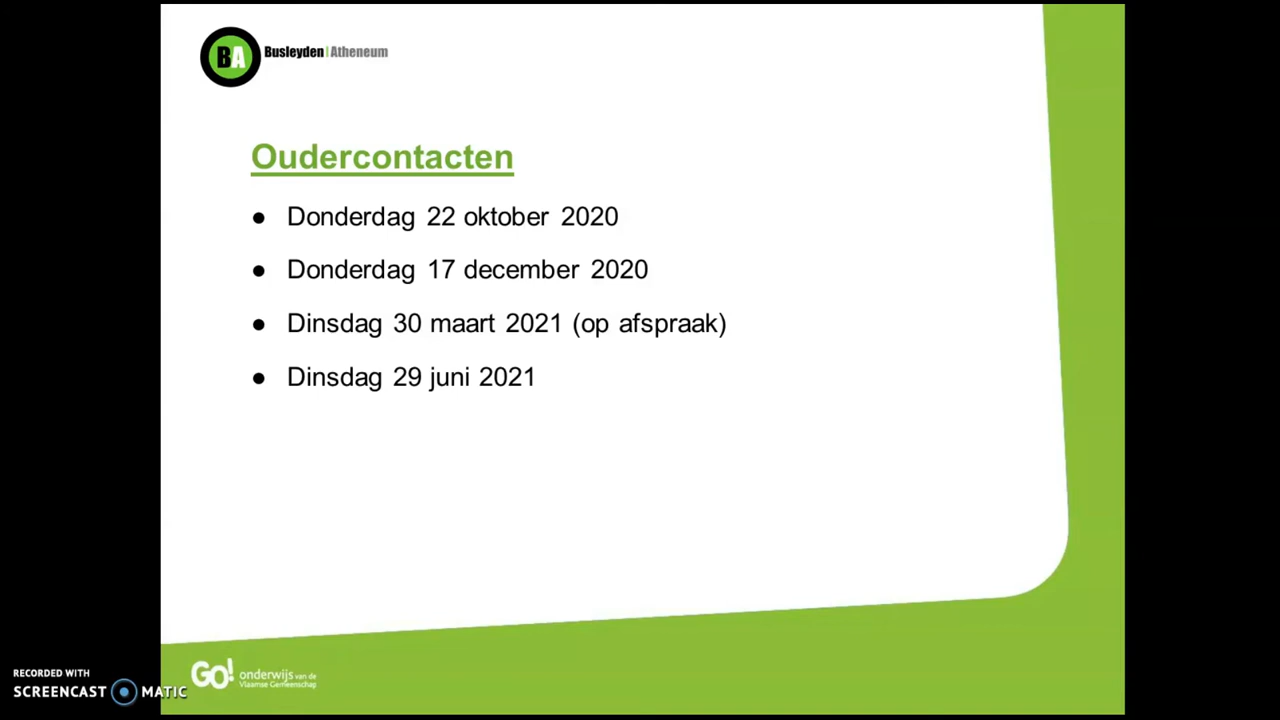 BA Busleyden | Atheneum
Oudercontacten
● Donderdag 22 oktober 2020
● Donderdag 17 december 2020
● Dinsdag 30 maart 2021 (op afspraak)
● Dinsdag 29 juni 2021
GO! onderwijs van de
Vlaamse Gemeenschap
RECORDED WITH
SCREENCAST MATIC